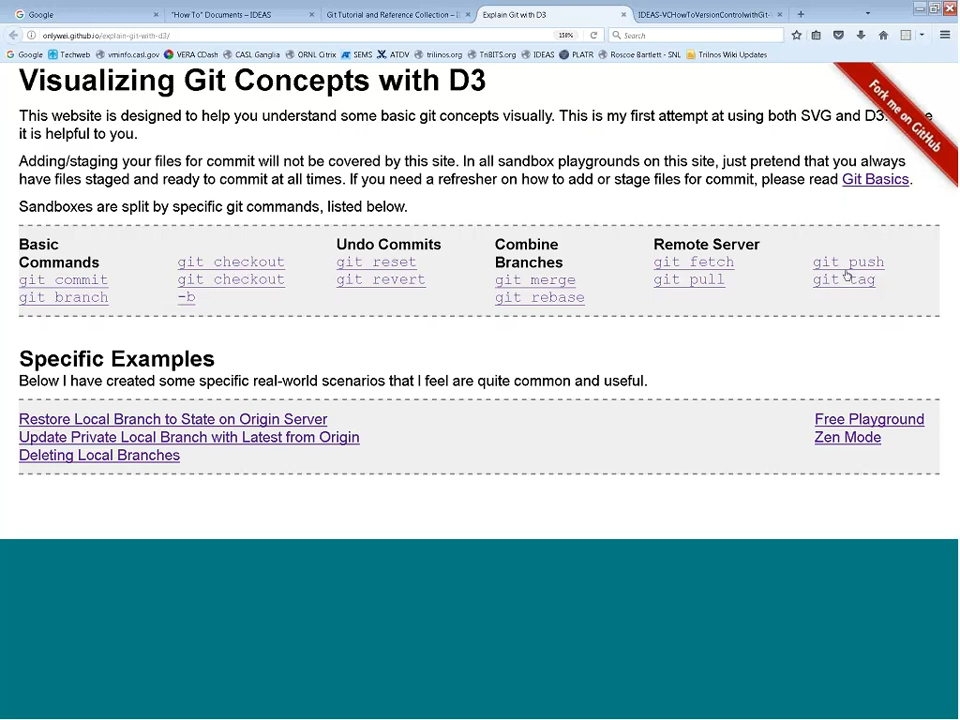 Google
"How To" Documents – IDEAS
Git Tutorial and Reference Collection – I
Explain Git with D3
IDEAS-VCHowToVersionControlwithGit-V
onlywei.github.io/explain-git-with-d3/
150%
Search
Google
Techweb
vminfo.casl.gov
VERA CDash
CASL Ganglia
ORNL Citrix
SEMS
ATDV
trilinos.org
TriBITS.org
IDEAS
PLATR
Roscoe Bartlett - SNL
Trilnos Wiki Updates
Visualizing Git Concepts with D3
Fork me on GitHub
This website is designed to help you understand some basic git concepts visually. This is my first attempt at using both SVG and D3.
it is helpful to you.
Adding/staging your files for commit will not be covered by this site. In all sandbox playgrounds on this site, just pretend that you always
have files staged and ready to commit at all times. If you need a refresher on how to add or stage files for commit, please read Git Basics.
Sandboxes are split by specific git commands, listed below.
Basic
Commands
git commit
git branch
git checkout
git checkout
-b
Undo Commits
git reset
git revert
Combine
Branches
git merge
git rebase
Remote Server
git fetch
git pull
git push
git tag
Specific Examples
Below I have created some specific real-world scenarios that I feel are quite common and useful.
Restore Local Branch to State on Origin Server
Update Private Local Branch with Latest from Origin
Deleting Local Branches
Free Playground
Zen Mode